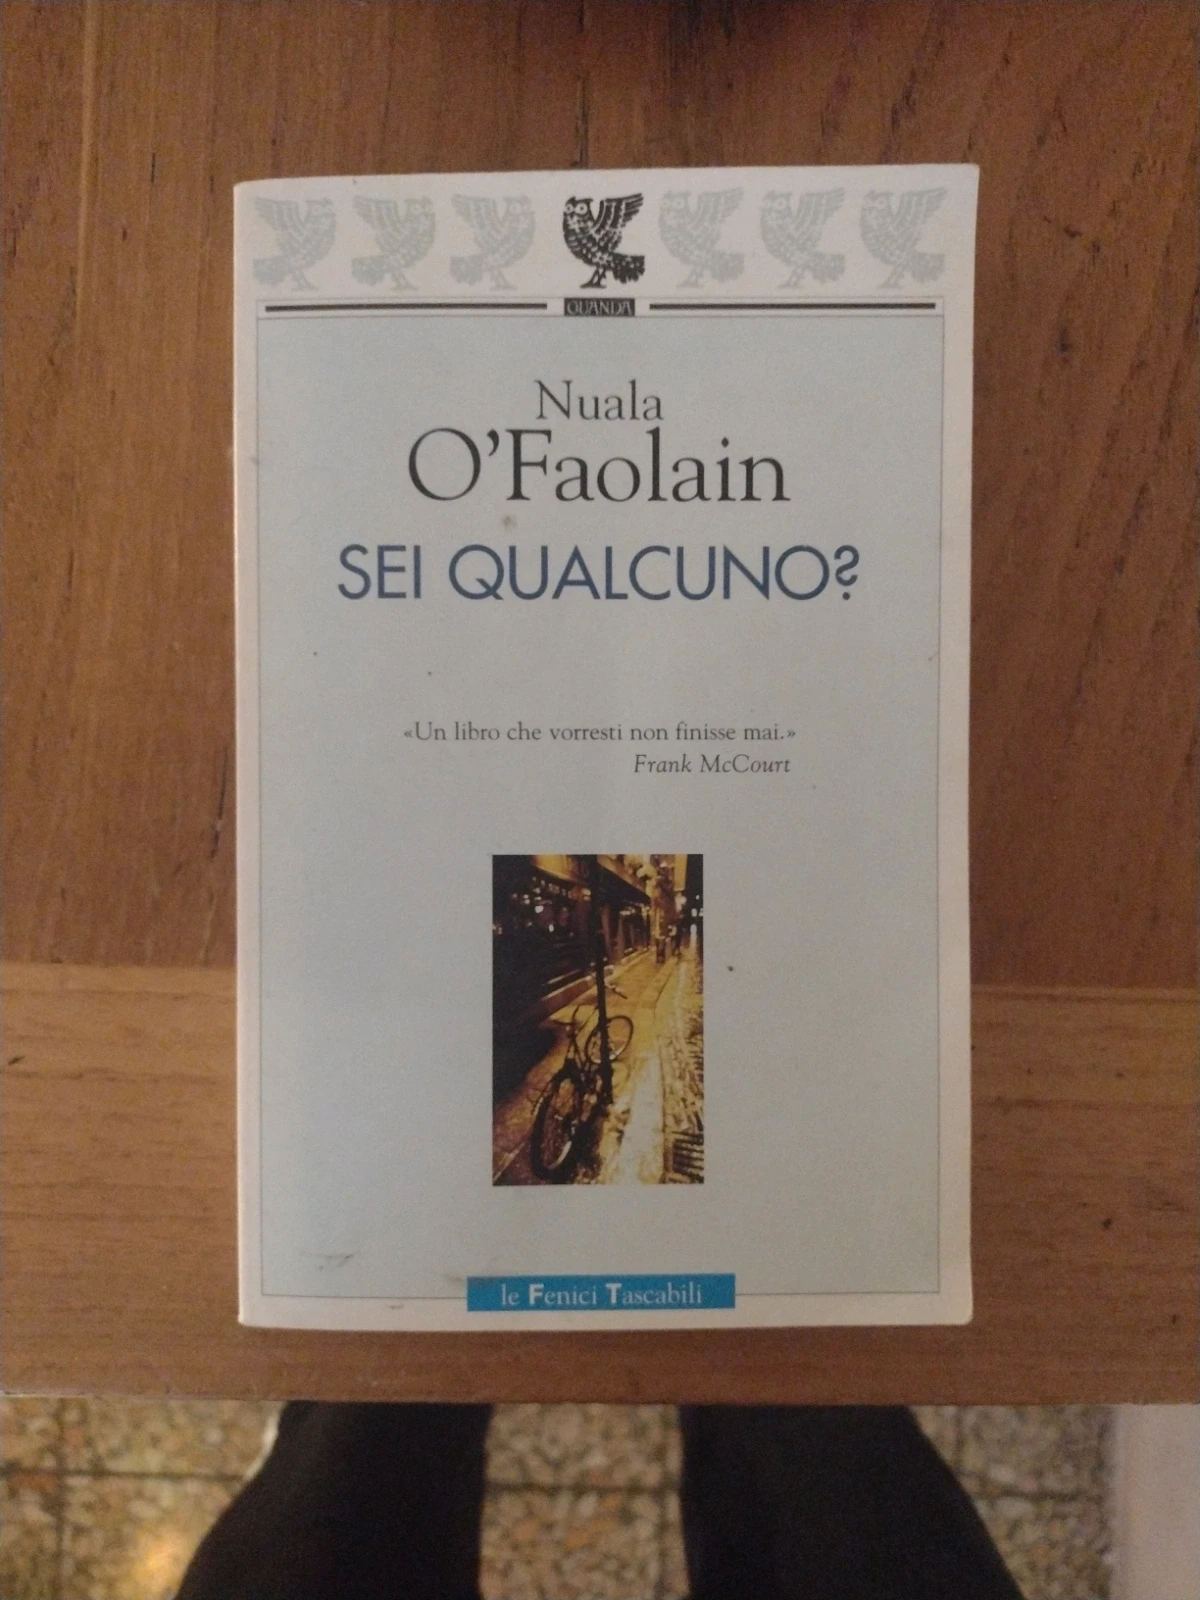 GUANDA
Nuala
O'Faolain
SEI QUALCUNO?
«Un libro che vorresti non finisse mai.»
Frank McCourt
le Fenici Tascabili